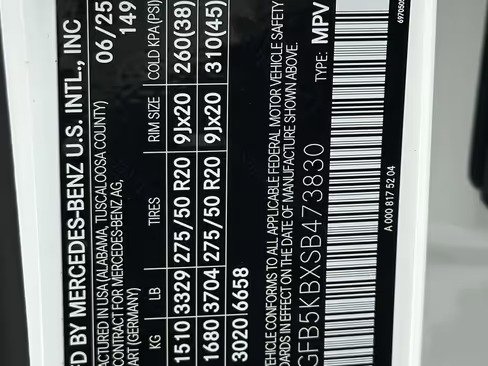 FD BY MERCEDES-BENZ U.S. INTL., INC
ACTURED IN USA (ALABAMA, TUSCALOOSA COUNTY) 06/25
CONTRACT FOR MERCEDES-BENZ AG, 149
ART (GERMANY)
KG LB TIRES RIM SIZE COLD KPA (PSI)
1510 3329 275/50 R20 9Jx20 260(38)
1680 3704 275/50 R20 9Jx20 310(45)
3020 6658
EHICLE CONFORMS TO ALL APPLICABLE FEDERAL MOTOR VEHICLE SAFETY
DARDS IN EFFECT ON THE DATE OF MANUFACTURE SHOWN ABOVE.
GFB5KBXSB473830 TYPE: MPV
A 000 817 52 04